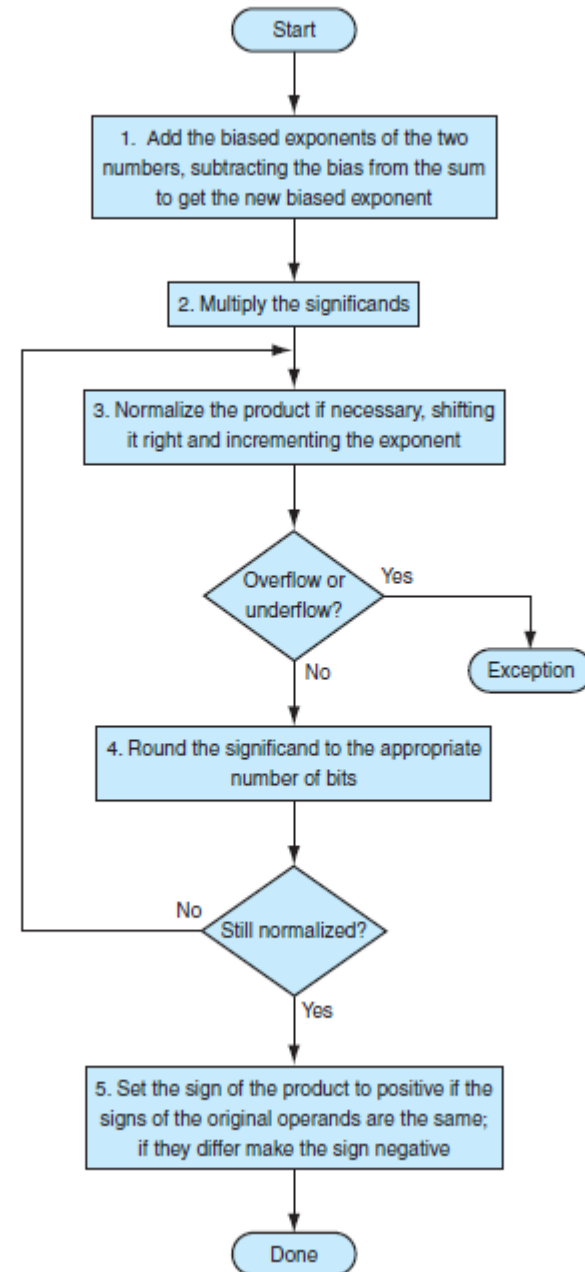 Start
1. Add the biased exponents of the two
numbers, subtracting the bias from the sum
to get the new biased exponent
2. Multiply the significands
3. Normalize the product if necessary, shifting
it right and incrementing the exponent
Overflow or
underflow?
Yes
Exception
No
4. Round the significand to the appropriate
number of bits
No
Still normalized?
Yes
5. Set the sign of the product to positive if the
signs of the original operands are the same;
if they differ make the sign negative
Done